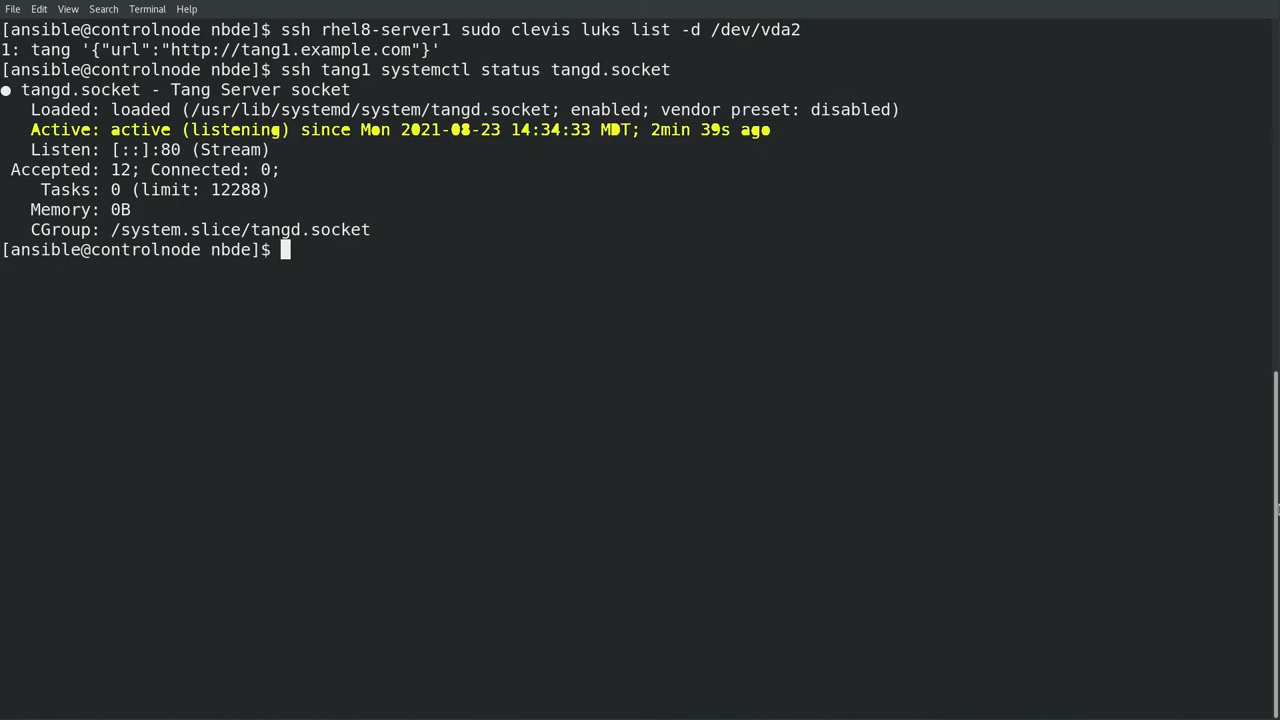 File Edit View Search Terminal Help
[ansible@controlnode nbde]$ ssh rhel8-server1 sudo clevis luks list -d /dev/vda2
1: tang '{"url":"http://tang1.example.com"}'
[ansible@controlnode nbde]$ ssh tang1 systemctl status tangd.socket
● tangd.socket - Tang Server socket
   Loaded: loaded (/usr/lib/systemd/system/tangd.socket; enabled; vendor preset: disabled)
   Active: active (listening) since Mon 2021-08-23 14:34:33 MDT; 2min 39s ago
   Listen: [::]:80 (Stream)
 Accepted: 12; Connected: 0;
    Tasks: 0 (limit: 12288)
   Memory: 0B
   CGroup: /system.slice/tangd.socket
[ansible@controlnode nbde]$